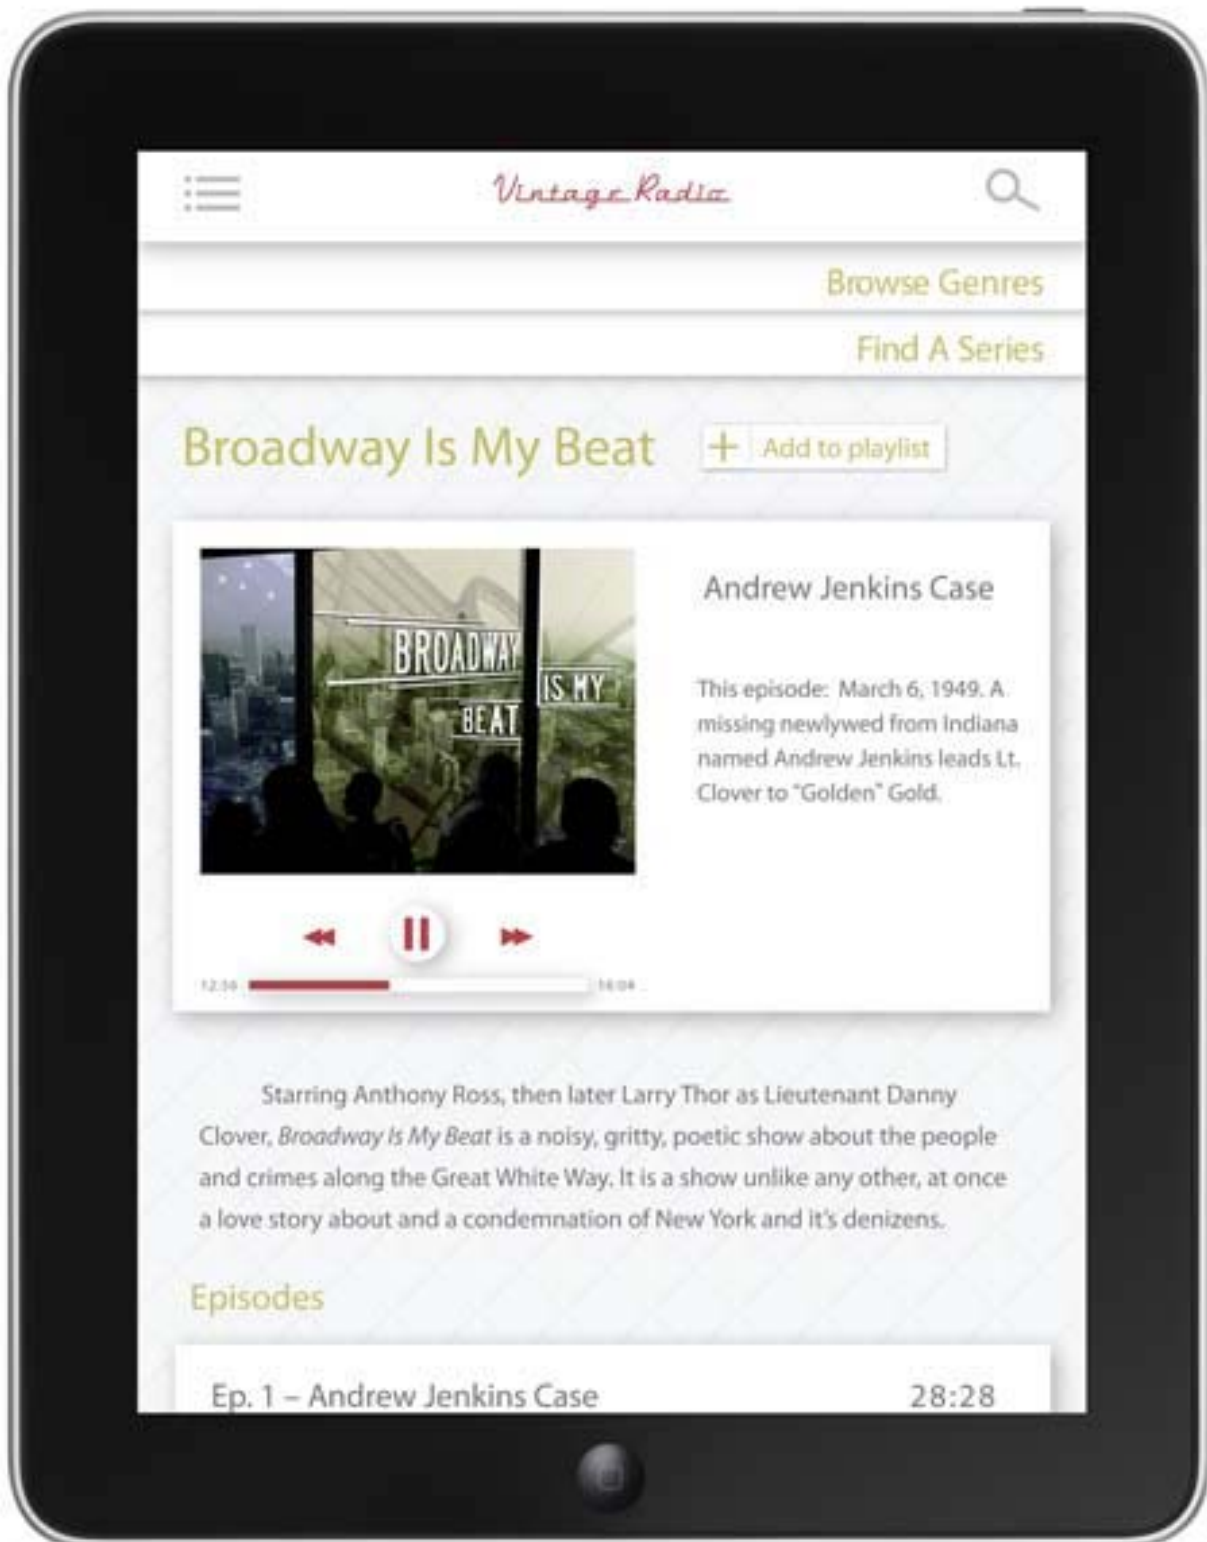 Vintage Radio
Browse Genres
Find A Series
Broadway Is My Beat
+ Add to playlist
BROADWAY
IS MY
BEAT
Andrew Jenkins Case
This episode:  March 6, 1949. A
missing newlywed from Indiana
named Andrew Jenkins leads Lt.
Clover to “Golden” Gold.
16:04
Starring Anthony Ross, then later Larry Thor as Lieutenant Danny
Clover, Broadway Is My Beat is a noisy, gritty, poetic show about the people
and crimes along the Great White Way. It is a show unlike any other, at once
a love story about and a condemnation of New York and it's denizens.
Episodes
Ep. 1 – Andrew Jenkins Case 28:28